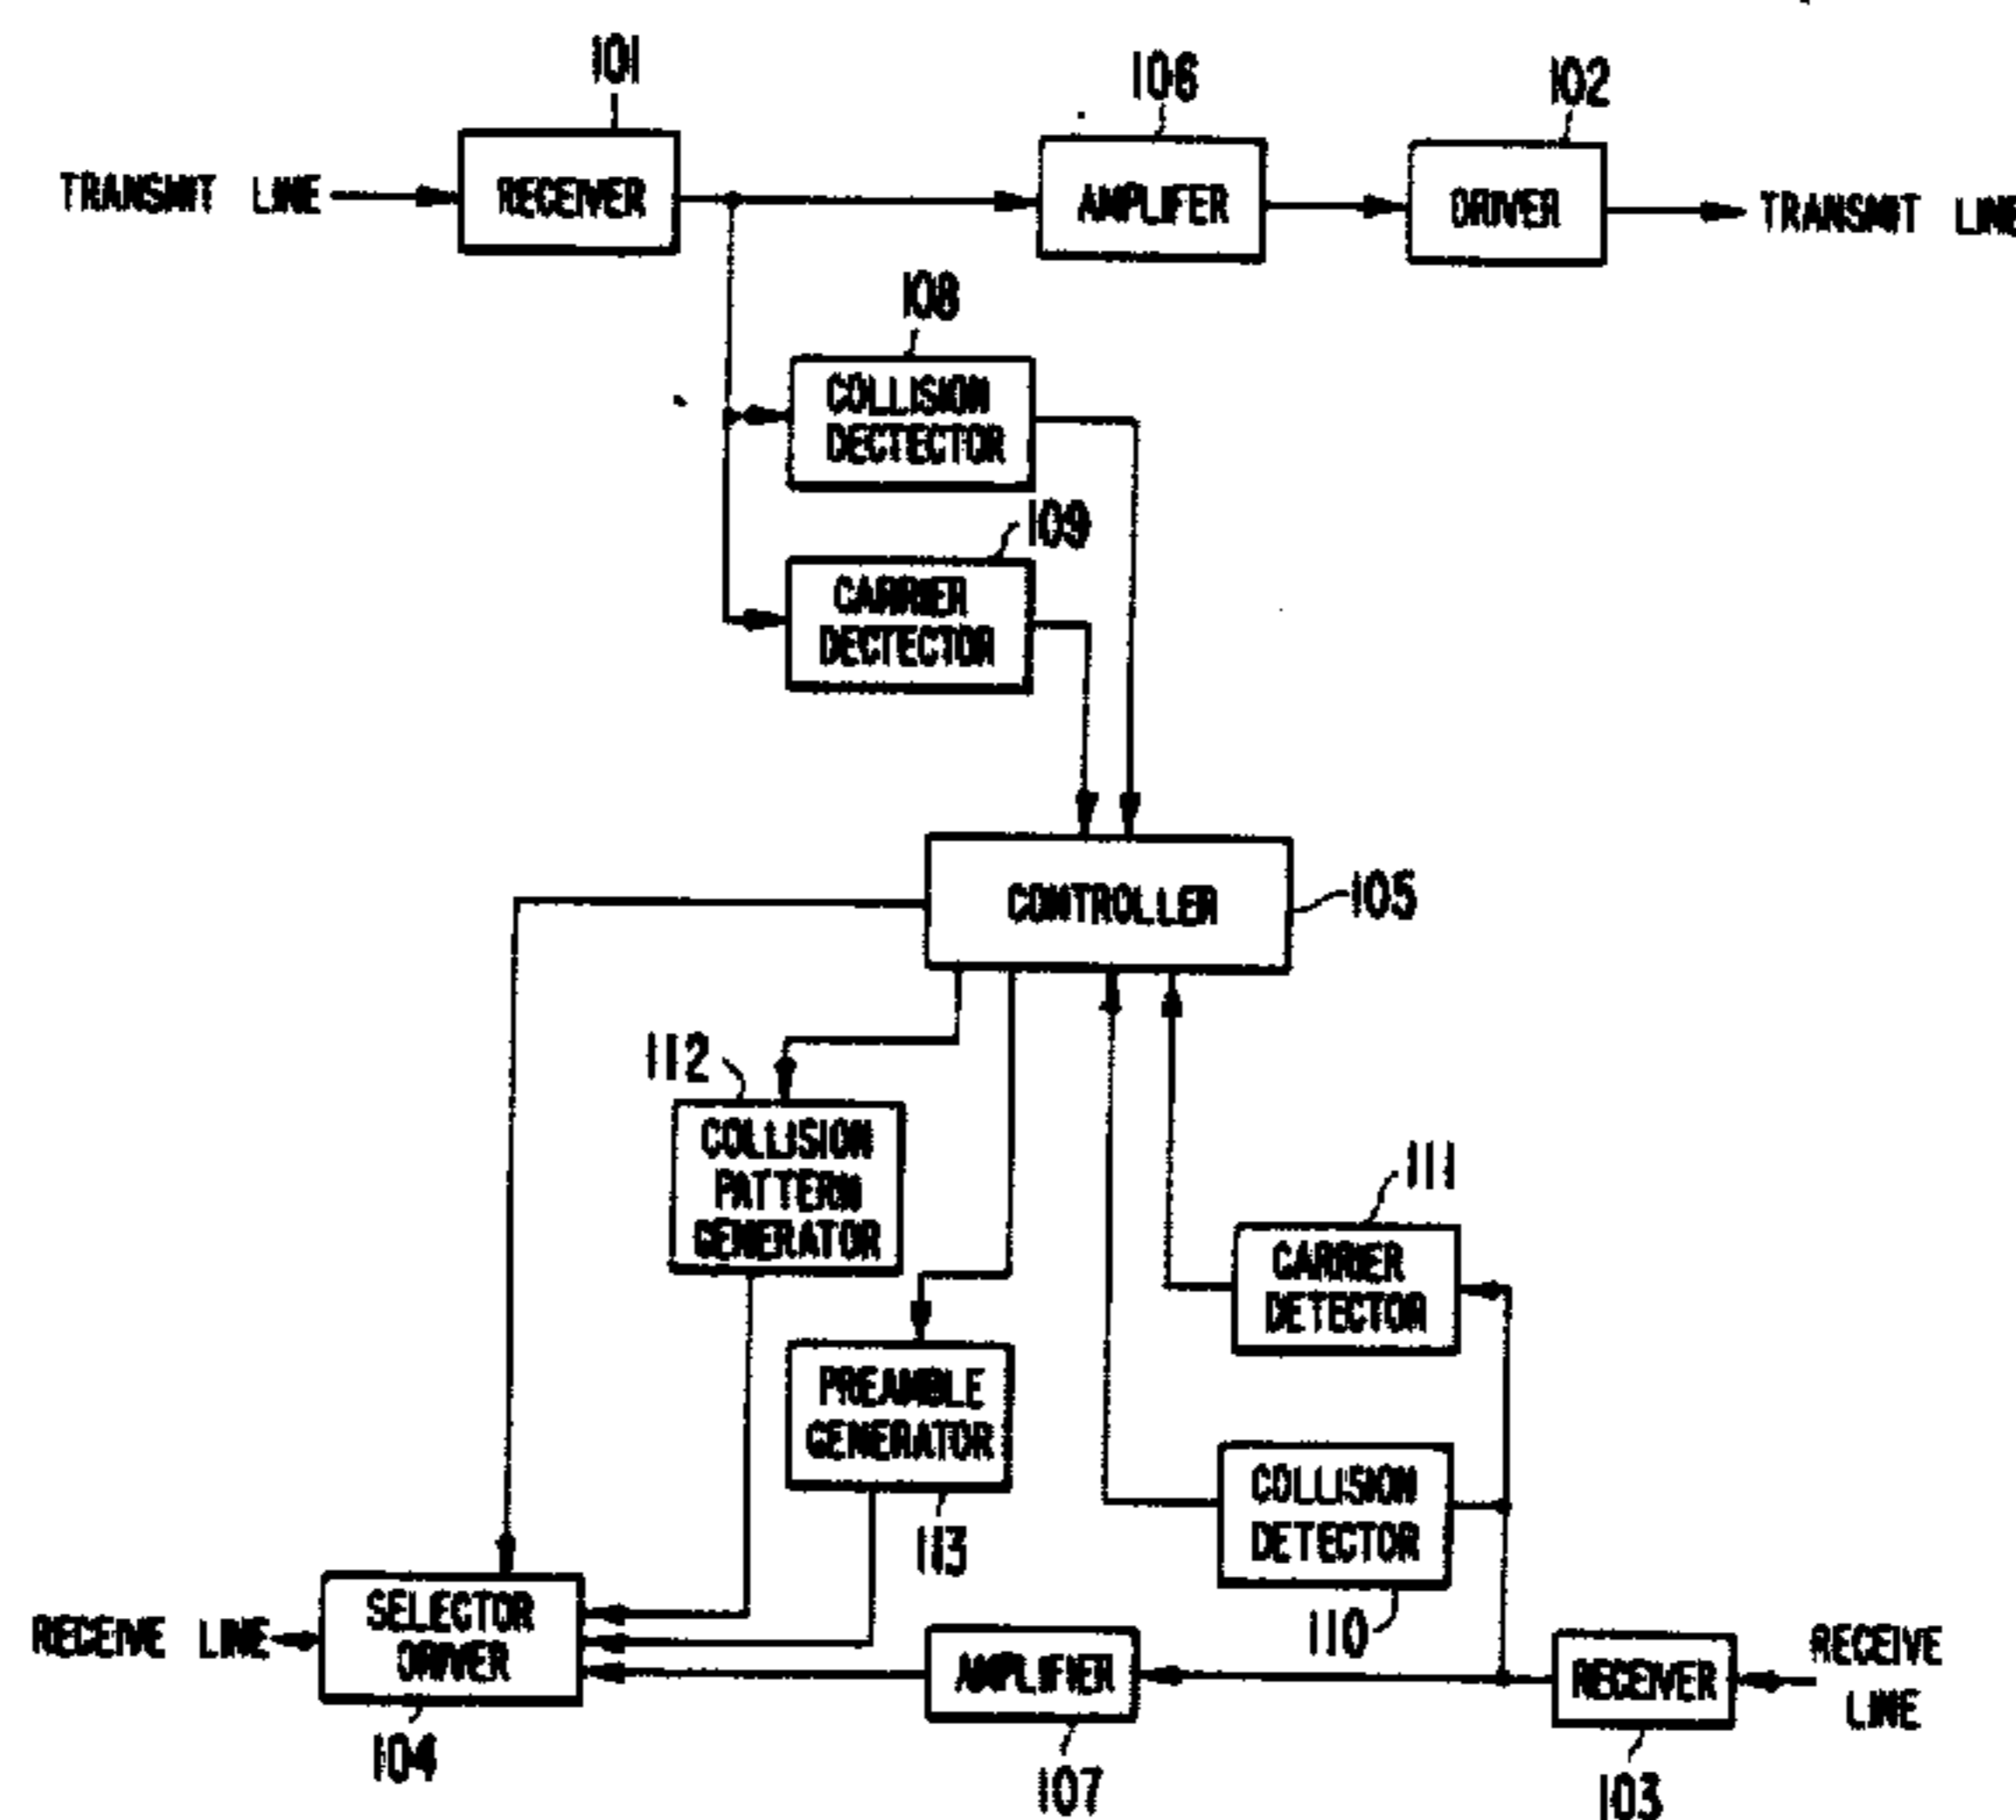 101
106
102
TRANSMIT LINE
RECEIVER
AMPLIFER
DRIVER
TRANSMIT LINE
108
COLLISION
DECTECTOR
109
CARRIER
DECTECTOR
CONTROLLER
105
112
COLLISION
PATTERN
GENERATOR
111
CARRIER
DETECTOR
PREAMBLE
GENERATOR
113
COLLISION
DETECTOR
110
RECEIVE LINE
SELECTOR
DRIVER
104
AMPLIFIER
107
RECEIVER
103
RECEIVE
LINE